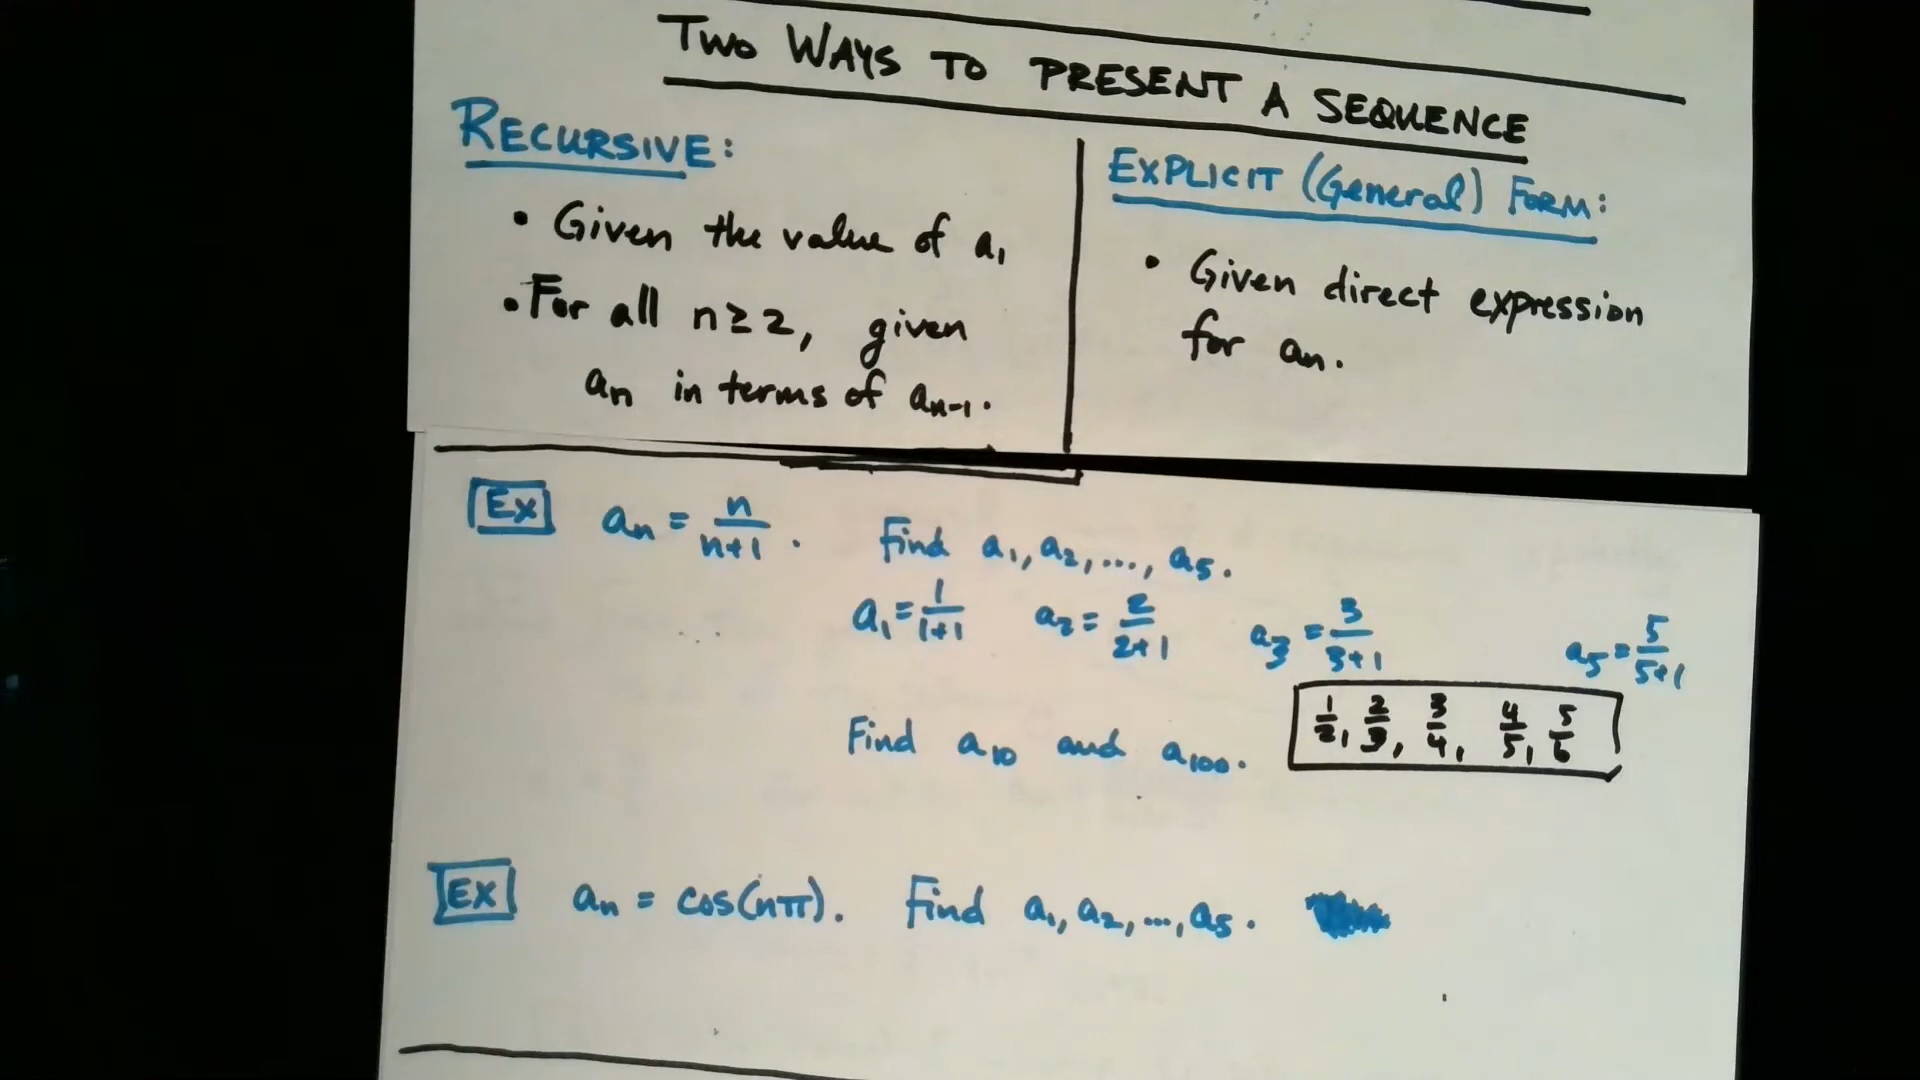 TWO WAYS TO PRESENT A SEQUENCE
RECURSIVE:
• Given the value of a₁
• For all n≥2, given
aₙ in terms of aₙ₋₁.
EXPLICIT (General) FORM:
• Given direct expression
for aₙ.
Ex aₙ = n/(n+1). Find a₁, a₂, ..., a₅.
a₁ = 1/(1+1) a₂ = 2/(2+1) a₃ = 3/(3+1) a₅ = 5/(5+1)
Find a₁₀ and a₁₀₀. 1/2, 2/3, 3/4, 4/5, 5/6
EX aₙ = cos(nπ). Find a₁, a₂, ..., a₅.